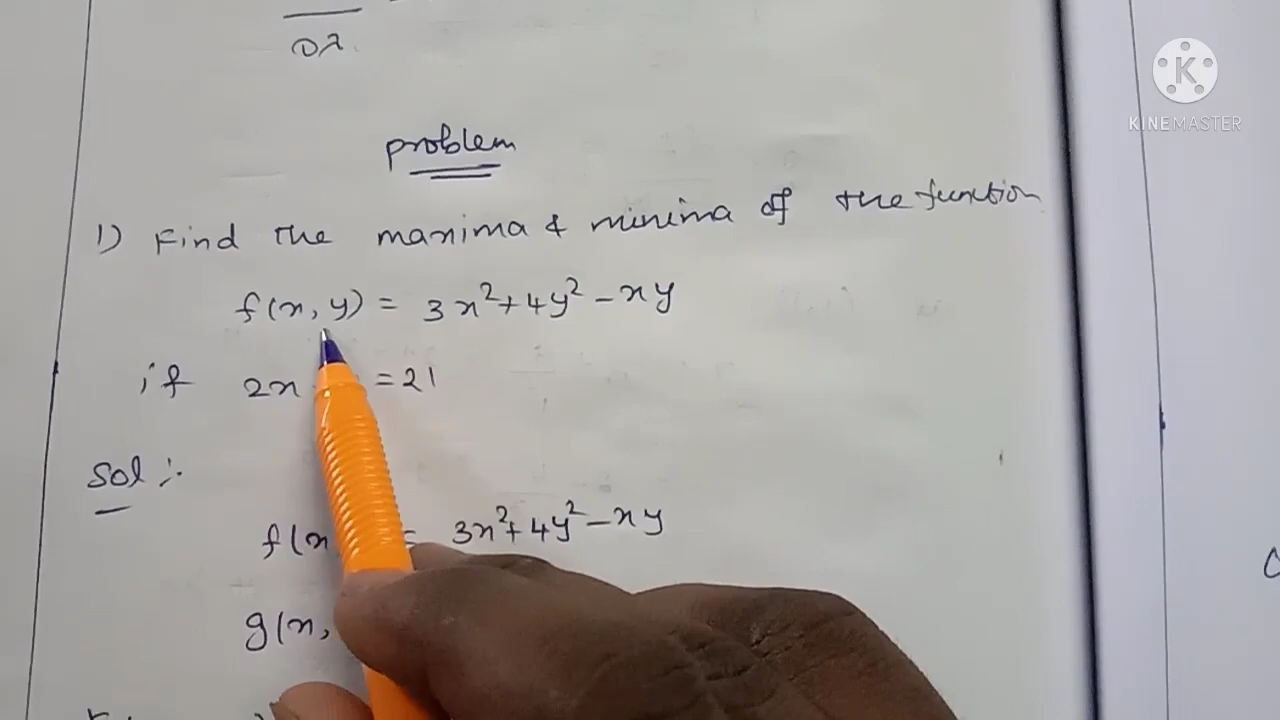 ∂λ
problem
1) Find the maxima & minima of the function
f(x, y) = 3x²+4y²-xy
if 2x =21
Sol :-
f(x = 3x²+4y²-xy
g(x,
KINEMASTER